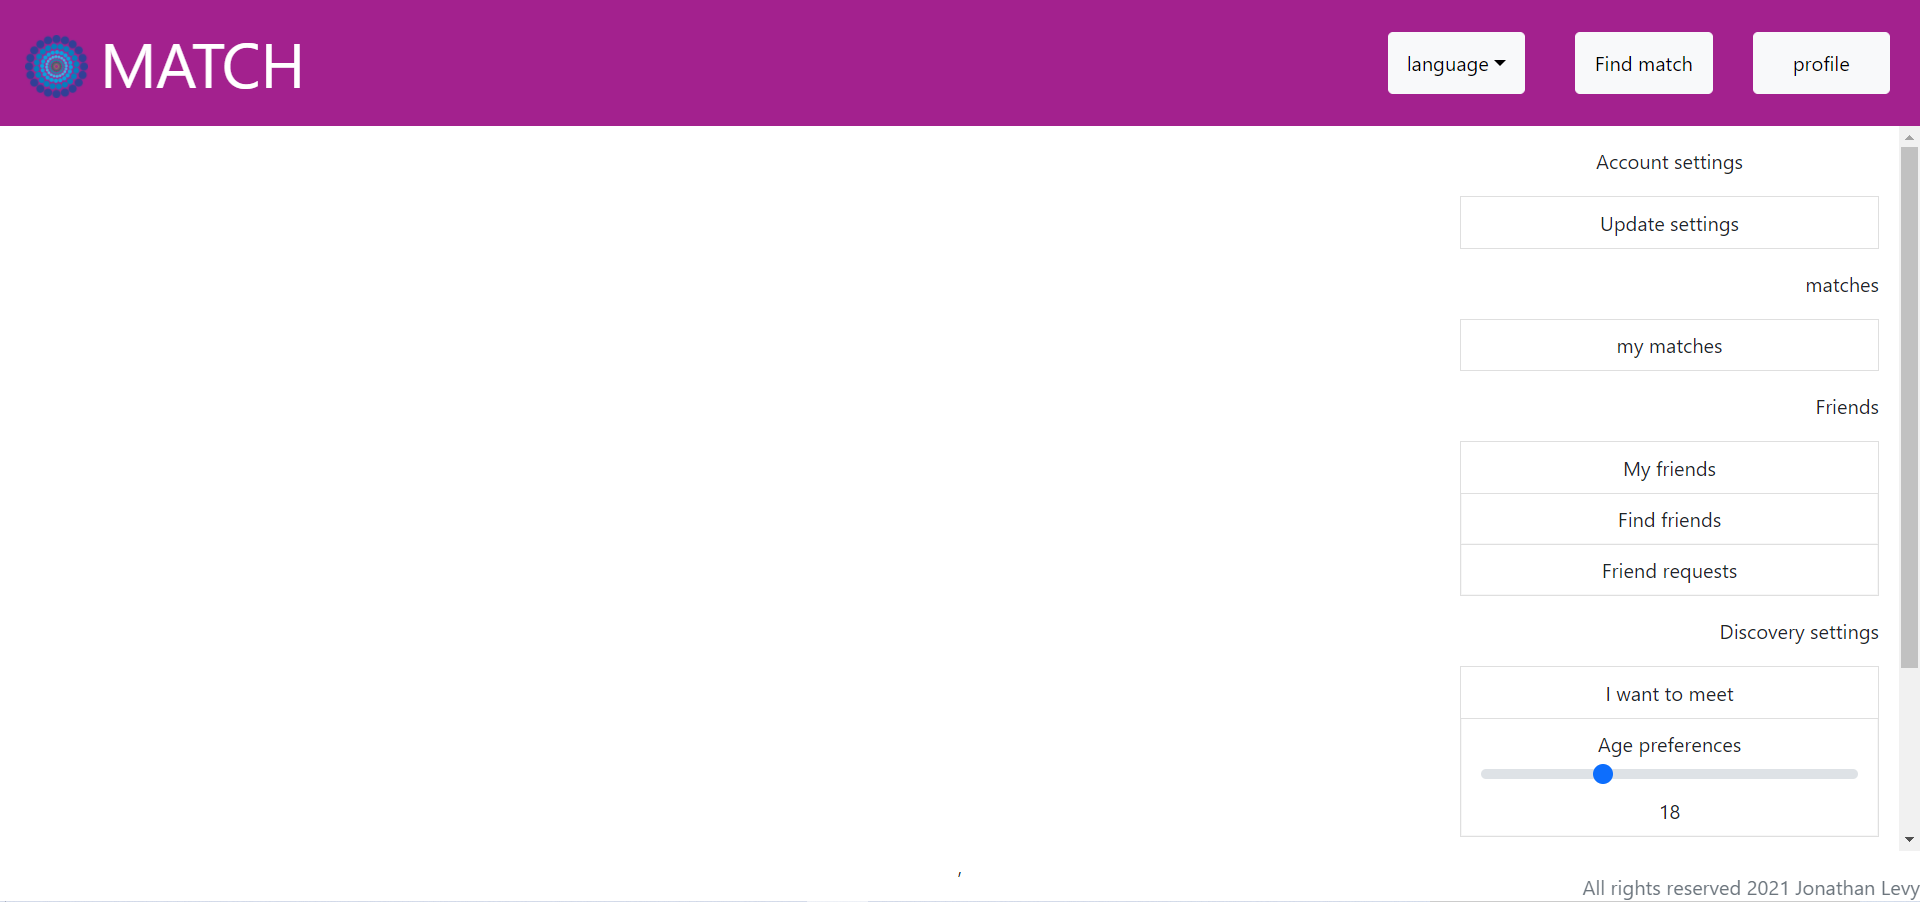 MATCH
language
Find match
profile
Account settings
Update settings
matches
my matches
Friends
My friends
Find friends
Friend requests
Discovery settings
I want to meet
Age preferences
18
,
All rights reserved 2021 Jonathan Levy